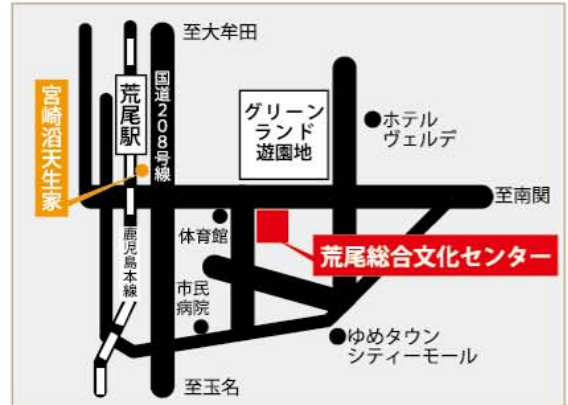 至大牟田
宮崎滔天生家
荒尾駅
国道208号線
グリーン
ランド
遊園地
ホテル
ヴェルデ
至南関
体育館
荒尾総合文化センター
鹿児島本線
市民
病院
ゆめタウン
シティーモール
至玉名